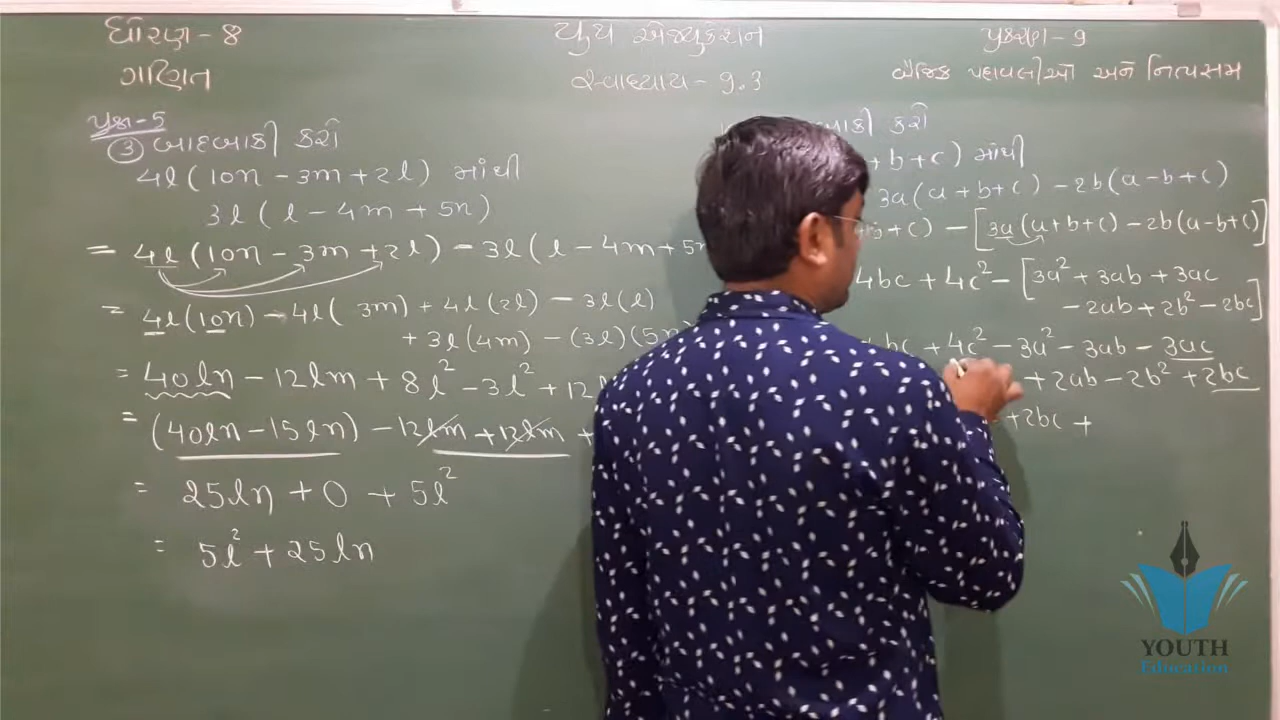 ધોરણ - 8
ગણિત
યુથ એજ્યુકેશન
સ્વાધ્યાય - 9.3
પ્રકરણ - 9
બૈજિક પદાવલીઓ અને નિત્યસમ
પ્રશ્ન-5
③ બાદબાકી કરો
4l(10n - 3m + 2l) માંથી
3l(l - 4m + 5n)
= 4l(10n - 3m + 2l) - 3l(l - 4m + 5n
= 4l(10n) - 4l(3m) + 4l(2l) - 3l(l)
+ 3l(4m) - (3l)(5n
= 40ln - 12lm + 8l² - 3l² + 12l
= (40ln - 15ln) - 12lm + 12lm +
= 25ln + 0 + 5l²
= 5l² + 25ln
કરો
+ b + c) માંથી
3a(a + b + c) - 2b(a - b + c)
b + c) - [3a(a + b + c) - 2b(a - b + c)]
4bc + 4c² - [3a² + 3ab + 3ac
- 2ab + 2b² - 2bc]
bc + 4c² - 3a² - 3ab - 3ac
+ 2ab - 2b² + 2bc
+ 2bc +
YOUTH
Education